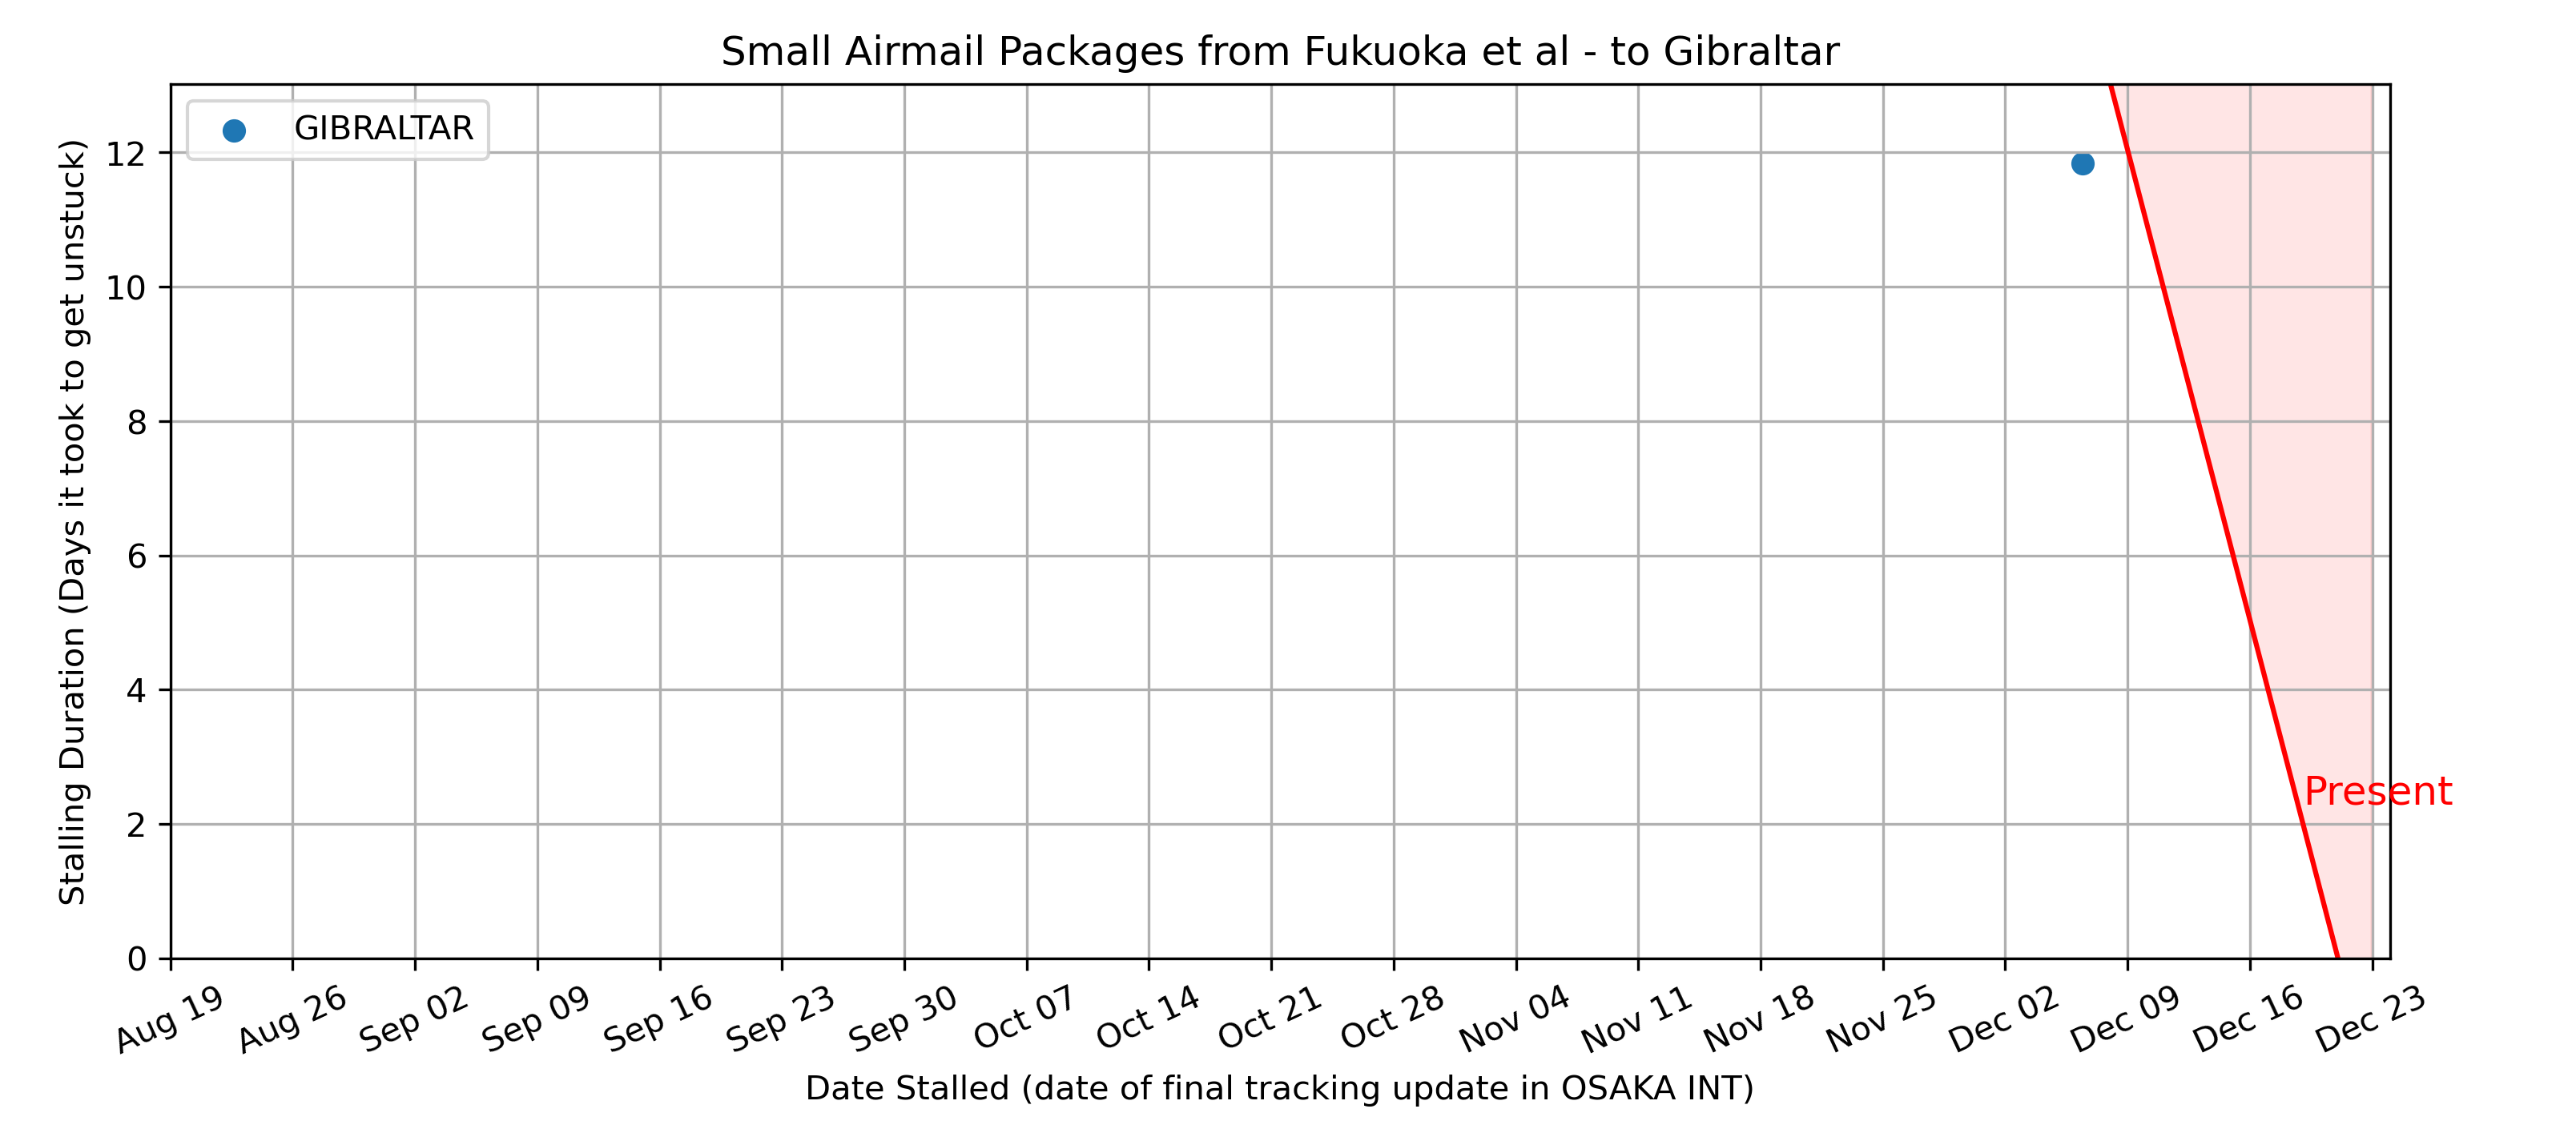 Small Airmail Packages from Fukuoka et al - to Gibraltar
GIBRALTAR
Stalling Duration (Days it took to get unstuck)
12
10
8
6
4
2
0
Present
Aug 19
Aug 26
Sep 02
Sep 09
Sep 16
Sep 23
Sep 30
Oct 07
Oct 14
Oct 21
Oct 28
Nov 04
Nov 11
Nov 18
Nov 25
Dec 02
Dec 09
Dec 16
Dec 23
Date Stalled (date of final tracking update in OSAKA INT)